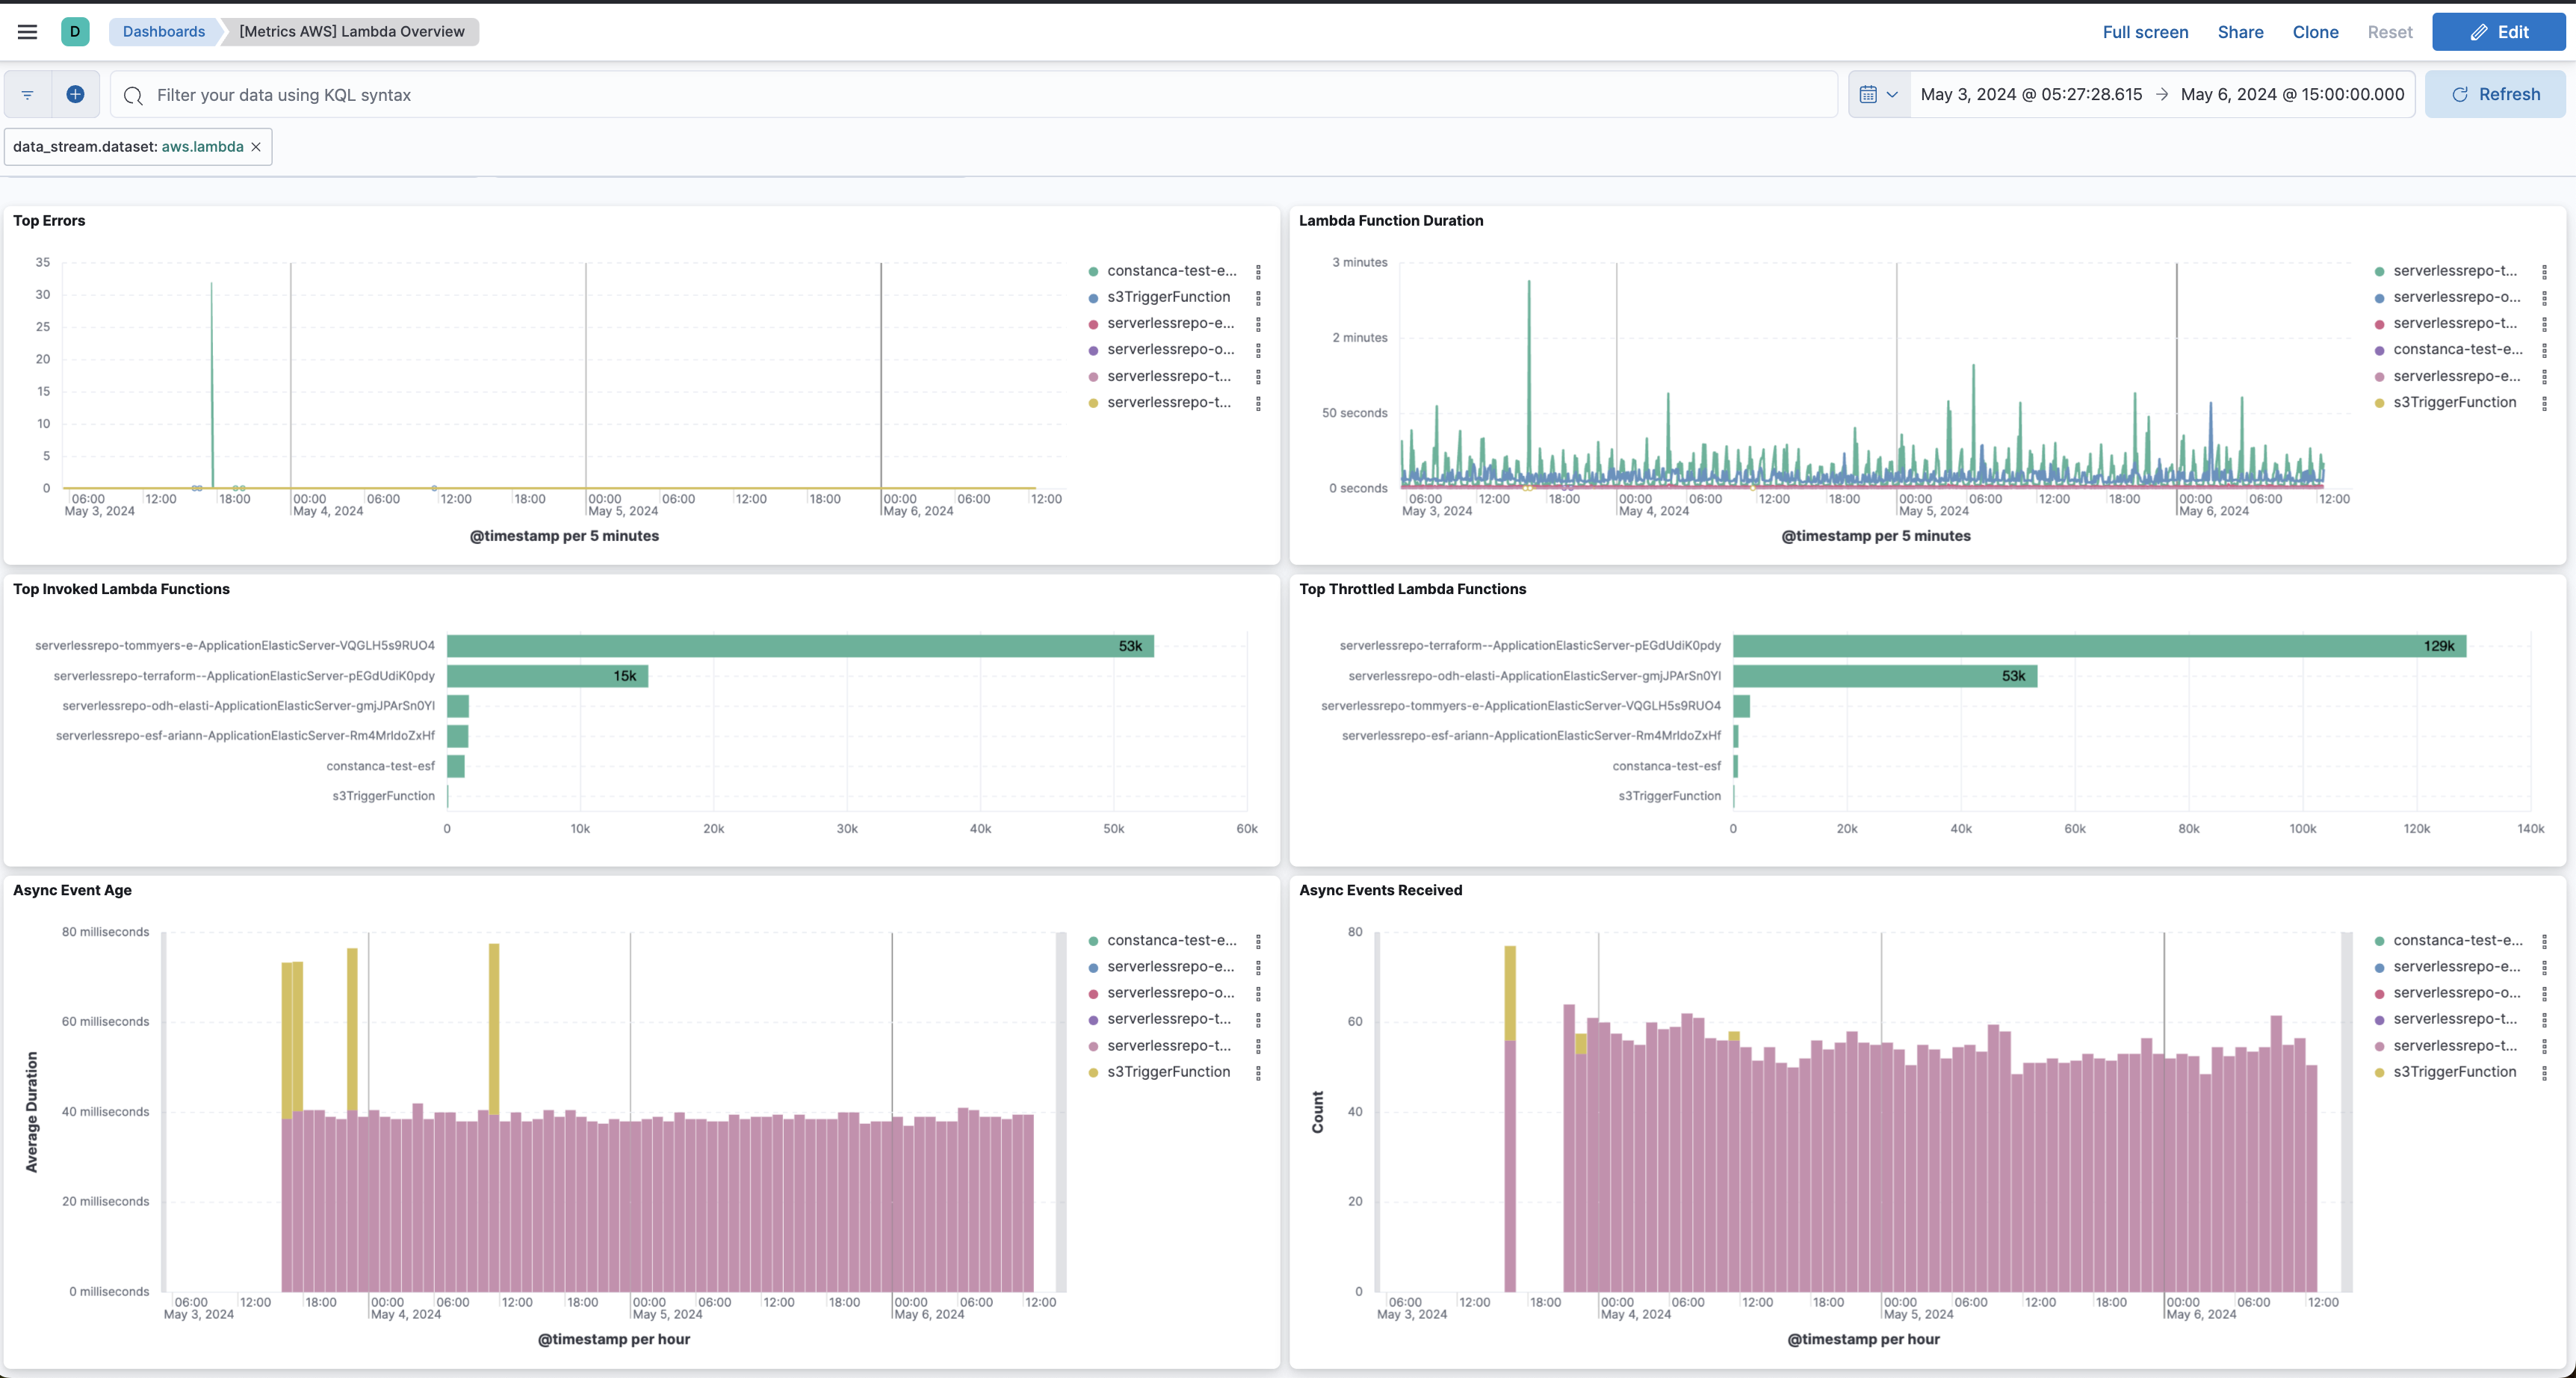 D Dashboards [Metrics AWS] Lambda Overview Full screen Share Clone Reset Edit
Filter your data using KQL syntax May 3, 2024 @ 05:27:28.615 → May 6, 2024 @ 15:00:00.000 Refresh
data_stream.dataset: aws.lambda ×
Top Errors
35
30
25
20
15
10
5
0
06:00 12:00 18:00 00:00 06:00 12:00 18:00 00:00 06:00 12:00 18:00 00:00 06:00 12:00
May 3, 2024 May 4, 2024 May 5, 2024 May 6, 2024
@timestamp per 5 minutes
constanca-test-e...
s3TriggerFunction
serverlessrepo-e...
serverlessrepo-o...
serverlessrepo-t...
serverlessrepo-t...
Lambda Function Duration
3 minutes
2 minutes
50 seconds
0 seconds
06:00 12:00 18:00 00:00 06:00 12:00 18:00 00:00 06:00 12:00 18:00 00:00 06:00 12:00
May 3, 2024 May 4, 2024 May 5, 2024 May 6, 2024
@timestamp per 5 minutes
serverlessrepo-t...
serverlessrepo-o...
serverlessrepo-t...
constanca-test-e...
serverlessrepo-e...
s3TriggerFunction
Top Invoked Lambda Functions
serverlessrepo-tommyers-e-ApplicationElasticServer-VQGLH5s9RUO4 53k
serverlessrepo-terraform--ApplicationElasticServer-pEGdUdiK0pdy 15k
serverlessrepo-odh-elasti-ApplicationElasticServer-gmjJPArSn0Yl
serverlessrepo-esf-ariann-ApplicationElasticServer-Rm4MrldoZxHf
constanca-test-esf
s3TriggerFunction
0 10k 20k 30k 40k 50k 60k
Top Throttled Lambda Functions
serverlessrepo-terraform--ApplicationElasticServer-pEGdUdiK0pdy 129k
serverlessrepo-odh-elasti-ApplicationElasticServer-gmjJPArSn0Yl 53k
serverlessrepo-tommyers-e-ApplicationElasticServer-VQGLH5s9RUO4
serverlessrepo-esf-ariann-ApplicationElasticServer-Rm4MrldoZxHf
constanca-test-esf
s3TriggerFunction
0 20k 40k 60k 80k 100k 120k 140k
Async Event Age
Average Duration
80 milliseconds
60 milliseconds
40 milliseconds
20 milliseconds
0 milliseconds
06:00 12:00 18:00 00:00 06:00 12:00 18:00 00:00 06:00 12:00 18:00 00:00 06:00 12:00
May 3, 2024 May 4, 2024 May 5, 2024 May 6, 2024
@timestamp per hour
constanca-test-e...
serverlessrepo-e...
serverlessrepo-o...
serverlessrepo-t...
serverlessrepo-t...
s3TriggerFunction
Async Events Received
Count
80
60
40
20
0
06:00 12:00 18:00 00:00 06:00 12:00 18:00 00:00 06:00 12:00 18:00 00:00 06:00 12:00
May 3, 2024 May 4, 2024 May 5, 2024 May 6, 2024
@timestamp per hour
constanca-test-e...
serverlessrepo-e...
serverlessrepo-o...
serverlessrepo-t...
serverlessrepo-t...
s3TriggerFunction